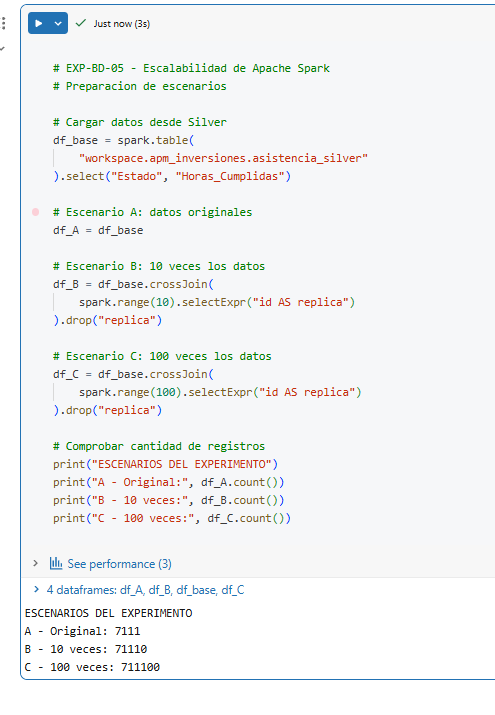 Just now (3s)
# EXP-BD-05 - Escalabilidad de Apache Spark
# Preparacion de escenarios
# Cargar datos desde Silver
df_base = spark.table(
"workspace.apm_inversiones.asistencia_silver"
).select("Estado", "Horas_Cumplidas")
# Escenario A: datos originales
df_A = df_base
# Escenario B: 10 veces los datos
df_B = df_base.crossJoin(
spark.range(10).selectExpr("id AS replica")
).drop("replica")
# Escenario C: 100 veces los datos
df_C = df_base.crossJoin(
spark.range(100).selectExpr("id AS replica")
).drop("replica")
# Comprobar cantidad de registros
print("ESCENARIOS DEL EXPERIMENTO")
print("A - Original:", df_A.count())
print("B - 10 veces:", df_B.count())
print("C - 100 veces:", df_C.count())
See performance (3)
4 dataframes: df_A, df_B, df_base, df_C
ESCENARIOS DEL EXPERIMENTO
A - Original: 7111
B - 10 veces: 71110
C - 100 veces: 711100